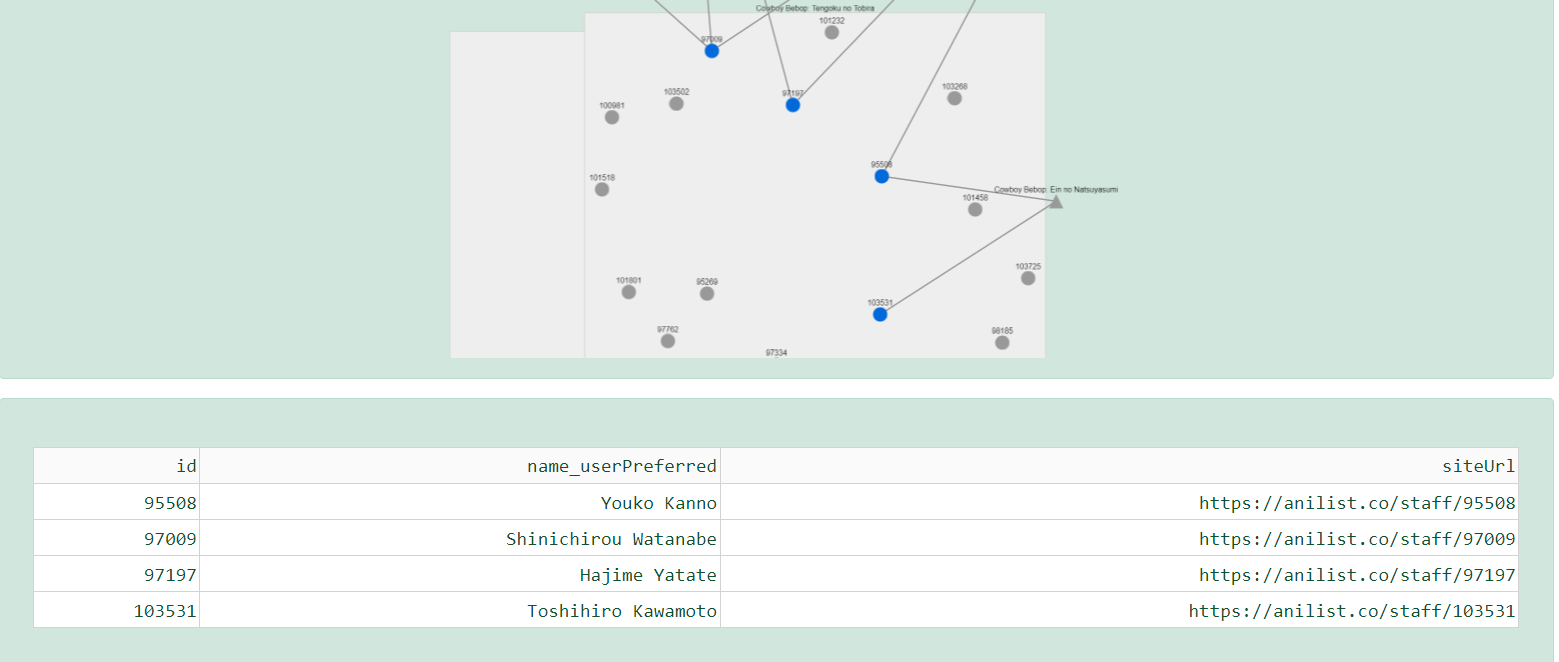 Cowboy Bebop: Tengoku no Tobira
101232
97009
103502
100981
97197
103268
95508
101518
Cowboy Bebop: Ein no Natsuyasumi
101458
103725
101801
95269
103531
97762
98185
97334
id name_userPreferred siteUrl
95508 Youko Kanno https://anilist.co/staff/95508
97009 Shinichirou Watanabe https://anilist.co/staff/97009
97197 Hajime Yatate https://anilist.co/staff/97197
103531 Toshihiro Kawamoto https://anilist.co/staff/103531